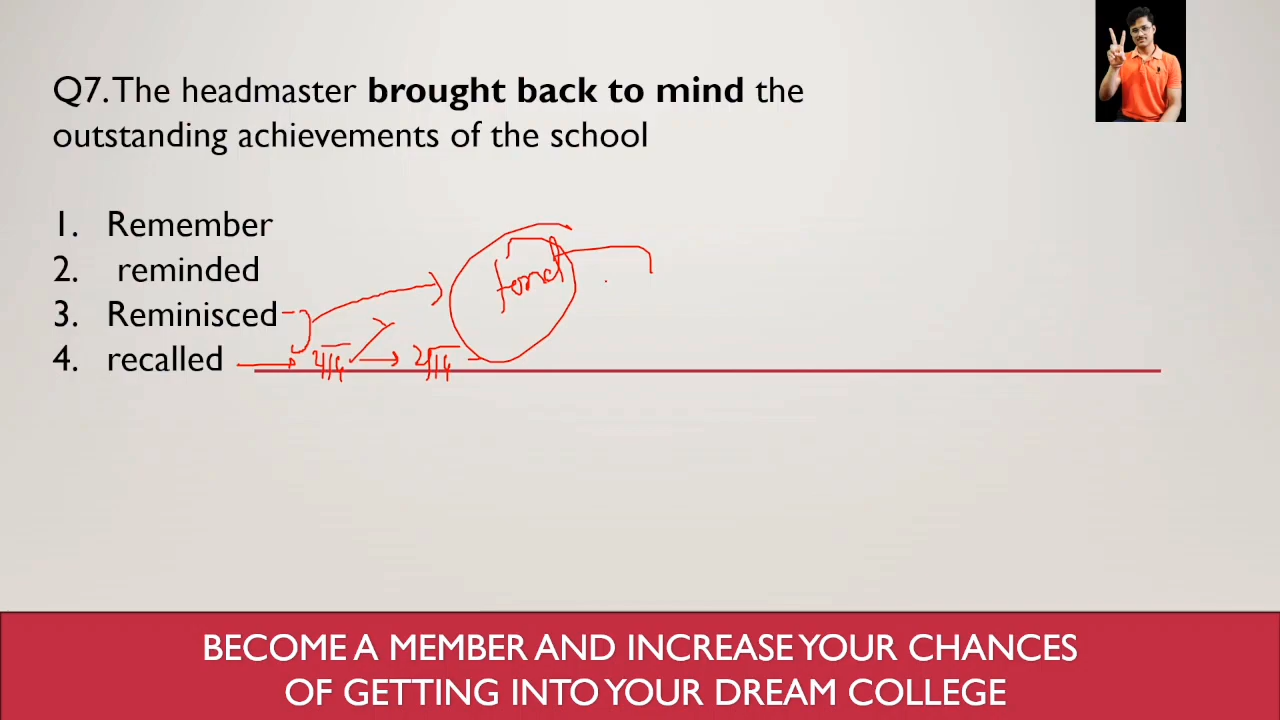 Q7. The headmaster brought back to mind the
outstanding achievements of the school
1. Remember
2. reminded
3. Reminisced
4. recalled
fond
BECOME A MEMBER AND INCREASE YOUR CHANCES
OF GETTING INTO YOUR DREAM COLLEGE